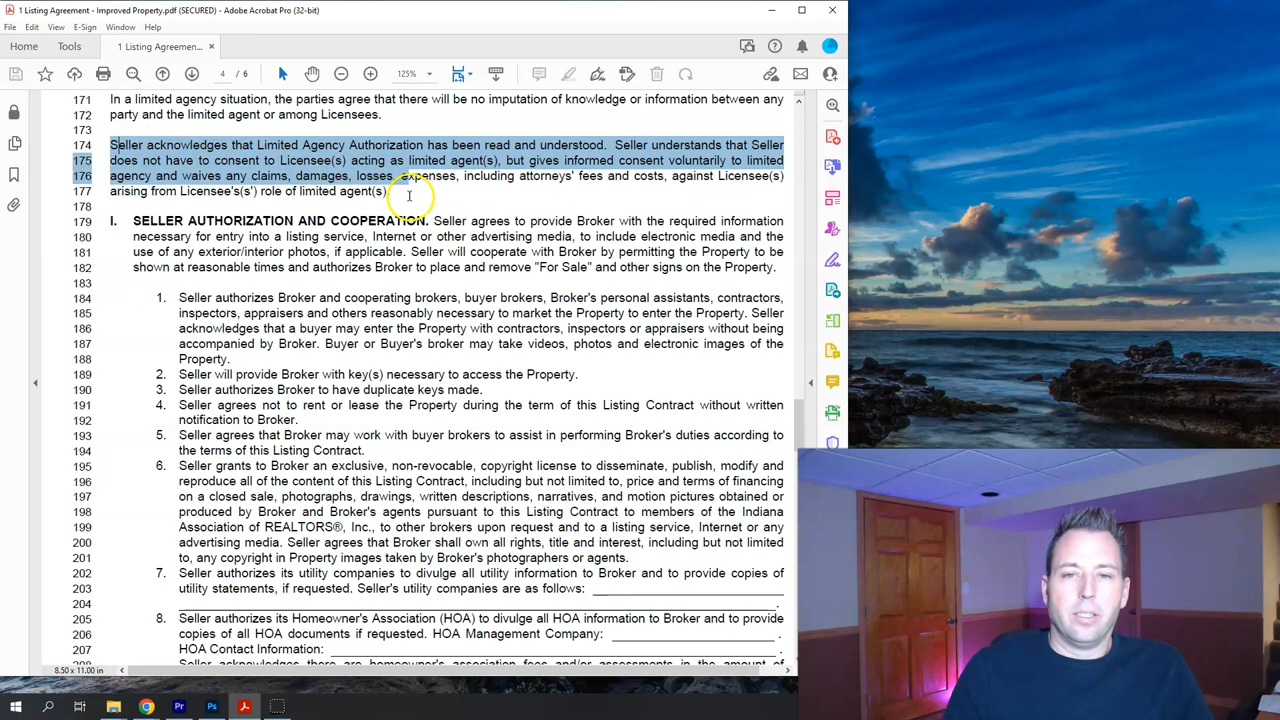 1 Listing Agreement - Improved Property.pdf (SECURED) - Adobe Acrobat Pro (32-bit)
File Edit View E-Sign Window Help
Home Tools 1 Listing Agreemen... ×
4 / 6 125%
171 In a limited agency situation, the parties agree that there will be no imputation of knowledge or information between any
172 party and the limited agent or among Licensees.
173
174 Seller acknowledges that Limited Agency Authorization has been read and understood. Seller understands that Seller
175 does not have to consent to Licensee(s) acting as limited agent(s), but gives informed consent voluntarily to limited
176 agency and waives any claims, damages, losses, expenses, including attorneys' fees and costs, against Licensee(s)
177 arising from Licensee's(s') role of limited agent(s).
178
179 I. SELLER AUTHORIZATION AND COOPERATION. Seller agrees to provide Broker with the required information
180 necessary for entry into a listing service, Internet or other advertising media, to include electronic media and the
181 use of any exterior/interior photos, if applicable. Seller will cooperate with Broker by permitting the Property to be
182 shown at reasonable times and authorizes Broker to place and remove "For Sale" and other signs on the Property.
183
184 1. Seller authorizes Broker and cooperating brokers, buyer brokers, Broker's personal assistants, contractors,
185 inspectors, appraisers and others reasonably necessary to market the Property to enter the Property. Seller
186 acknowledges that a buyer may enter the Property with contractors, inspectors or appraisers without being
187 accompanied by Broker. Buyer or Buyer's broker may take videos, photos and electronic images of the
188 Property.
189 2. Seller will provide Broker with key(s) necessary to access the Property.
190 3. Seller authorizes Broker to have duplicate keys made.
191 4. Seller agrees not to rent or lease the Property during the term of this Listing Contract without written
192 notification to Broker.
193 5. Seller agrees that Broker may work with buyer brokers to assist in performing Broker's duties according to
194 the terms of this Listing Contract.
195 6. Seller grants to Broker an exclusive, non-revocable, copyright license to disseminate, publish, modify and
196 reproduce all of the content of this Listing Contract, including but not limited to, price and terms of financing
197 on a closed sale, photographs, drawings, written descriptions, narratives, and motion pictures obtained or
198 produced by Broker and Broker's agents pursuant to this Listing Contract to members of the Indiana
199 Association of REALTORS®, Inc., to other brokers upon request and to a listing service, Internet or any
200 advertising media. Seller agrees that Broker shall own all rights, title and interest, including but not limited
201 to, any copyright in Property images taken by Broker's photographers or agents.
202 7. Seller authorizes its utility companies to divulge all utility information to Broker and to provide copies of
203 utility statements, if requested. Seller's utility companies are as follows:
204 .
205 8. Seller authorizes its Homeowner's Association (HOA) to divulge all HOA information to Broker and to provide
206 copies of all HOA documents if requested. HOA Management Company: .
207 HOA Contact Information: .
208 Seller acknowledges there are homeowner's association fees and/or assessments in the amount of
8.50 x 11.00 in
Pr Ps